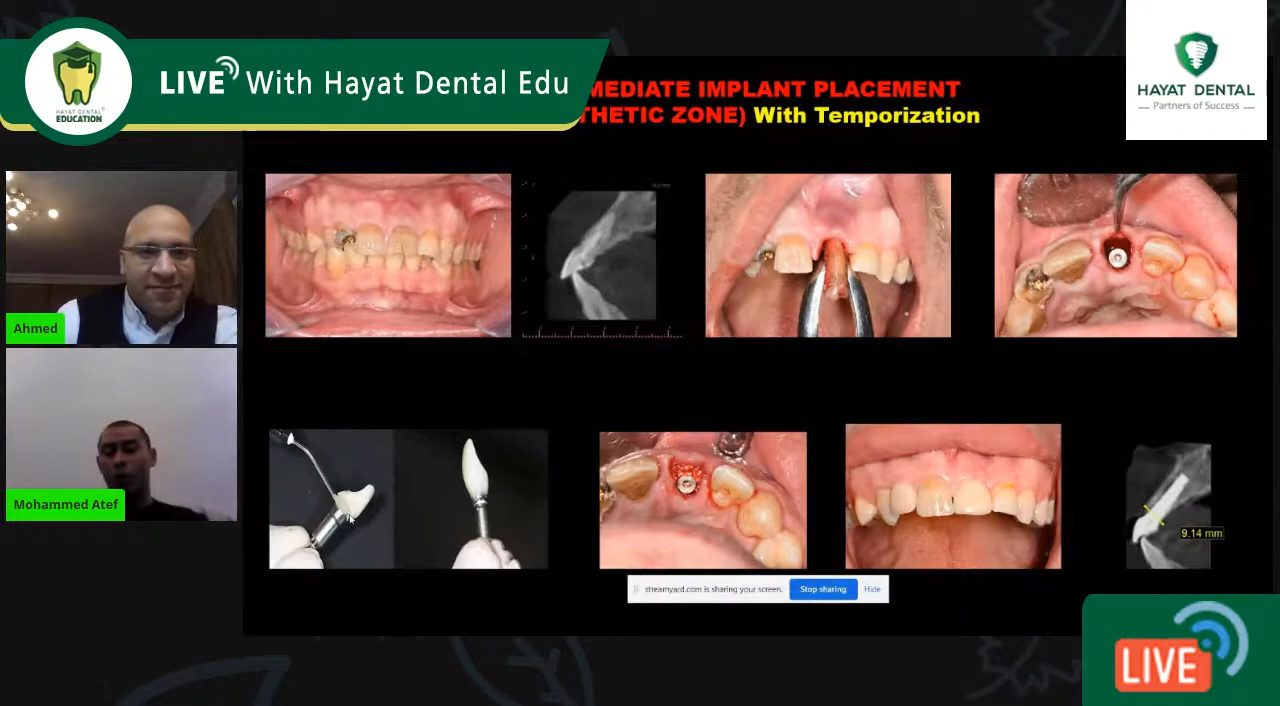 LIVE With Hayat Dental Edu
HAYAT DENTAL
EDUCATION
MEDIATE IMPLANT PLACEMENT
THETIC ZONE) With Temporization
HAYAT DENTAL
Partners of Success
Ahmed
Mohammed Atef
9.14 mm
streamyard.com is sharing your screen.
Stop sharing
Hide
LIVE